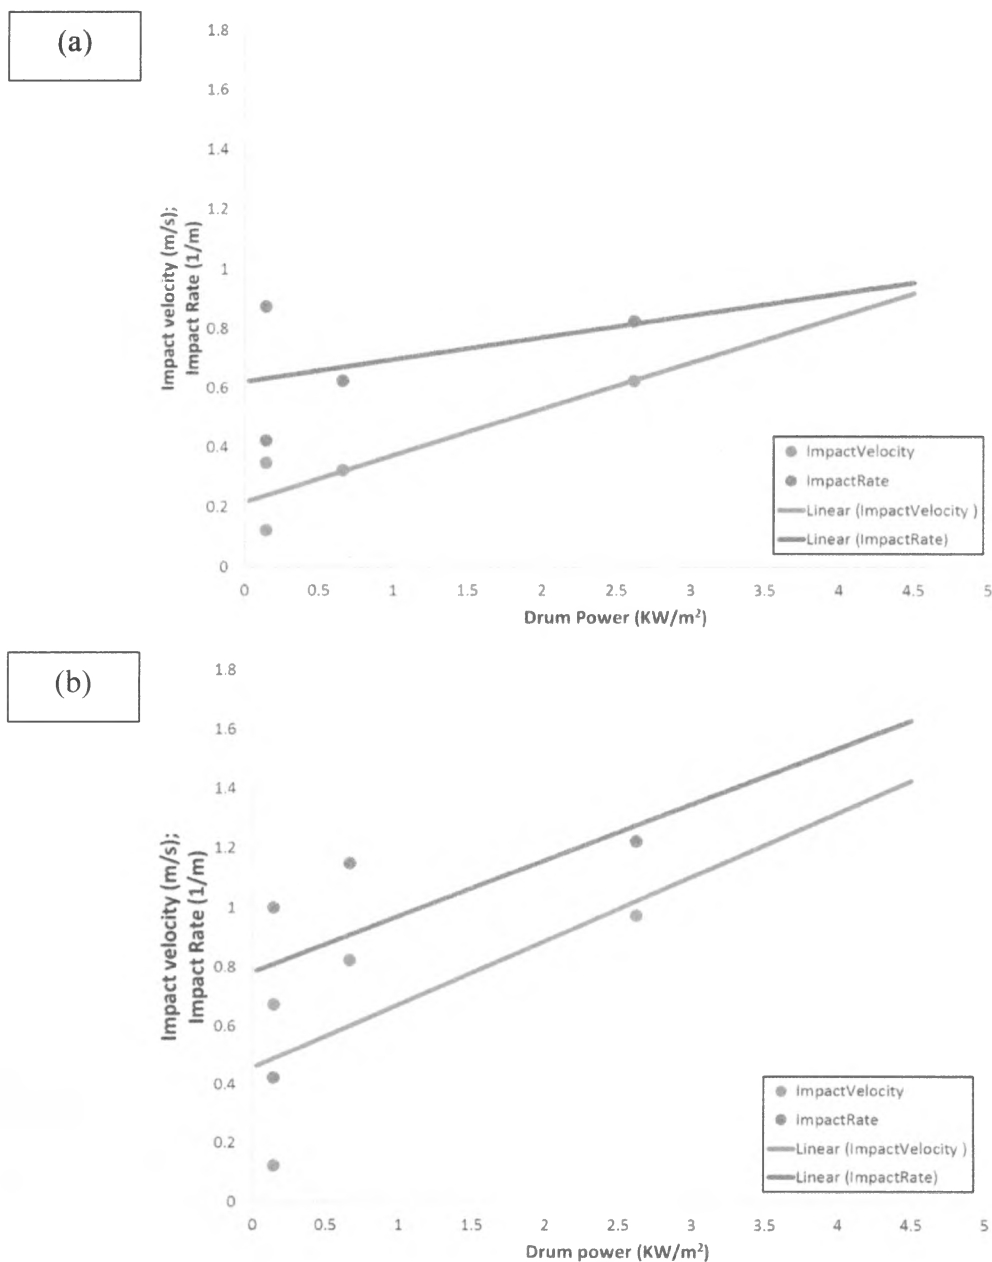 (a)
1.8
1.6
1.4
1.2
1
0.8
0.6
0.4
0.2
0
Impact velocity (m/s);
Impact Rate (1/m)
ImpactVelocity
ImpactRate
Linear (ImpactVelocity )
Linear (ImpactRate)
0 0.5 1 1.5 2 2.5 3 3.5 4 4.5 5
Drum Power (KW/m²)
(b)
1.8
1.6
1.4
1.2
1
0.8
0.6
0.4
0.2
0
Impact velocity (m/s);
Impact Rate (1/m)
ImpactVelocity
ImpactRate
Linear (ImpactVelocity )
Linear (ImpactRate)
0 0.5 1 1.5 2 2.5 3 3.5 4 4.5 5
Drum power (KW/m²)